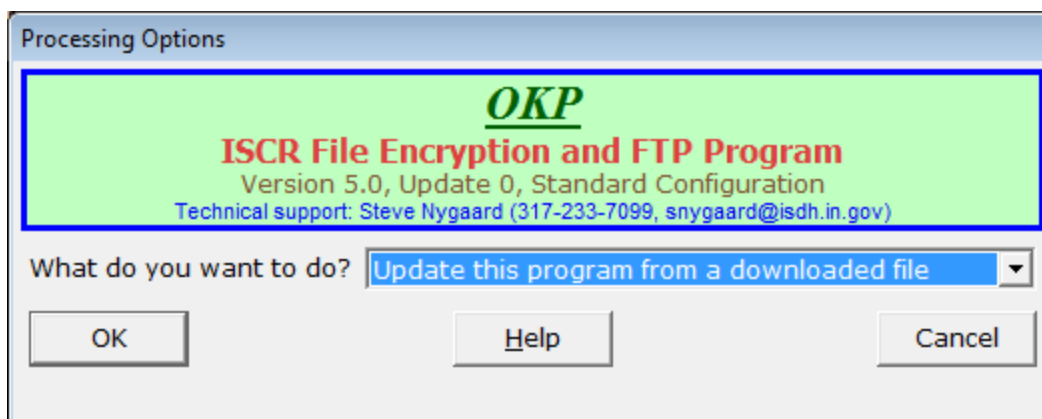 Processing Options
OKP
ISCR File Encryption and FTP Program
Version 5.0, Update 0, Standard Configuration
Technical support: Steve Nygaard (317-233-7099, snygaard@isdh.in.gov)
What do you want to do? Update this program from a downloaded file
OK Help Cancel